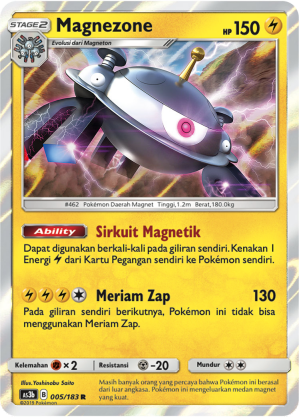 STAGE2 Magnezone HP 150
Evolusi dari Magneton
#462 Pokémon Daerah Magnet Tinggi,1.2m Berat,180.0kg
Ability Sirkuit Magnetik
Dapat digunakan berkali-kali pada giliran sendiri. Kenakan 1
Energi dari Kartu Pegangan sendiri ke Pokémon sendiri.
Meriam Zap 130
Pada giliran sendiri berikutnya, Pokémon ini tidak bisa
menggunakan Meriam Zap.
Kelemahan ×2 Resistansi -20 Mundur
Illus.Yoshinobu Saito
AS3b B 005/183 R
©2019 Pokémon
Masih banyak orang yang percaya bahwa Pokémon ini berasal
dari luar angkasa. Pokémon ini berevolusi karena pengaruh
medan magnet.